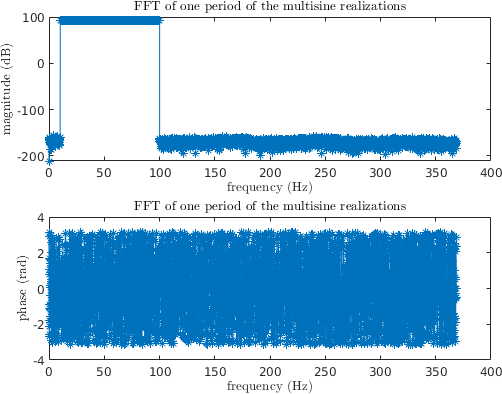 FFT of one period of the multisine realizations
magnitude (dB)
100
0
-100
-200
0 50 100 150 200 250 300 350 400
frequency (Hz)
FFT of one period of the multisine realizations
phase (rad)
4
2
0
-2
-4
0 50 100 150 200 250 300 350 400
frequency (Hz)